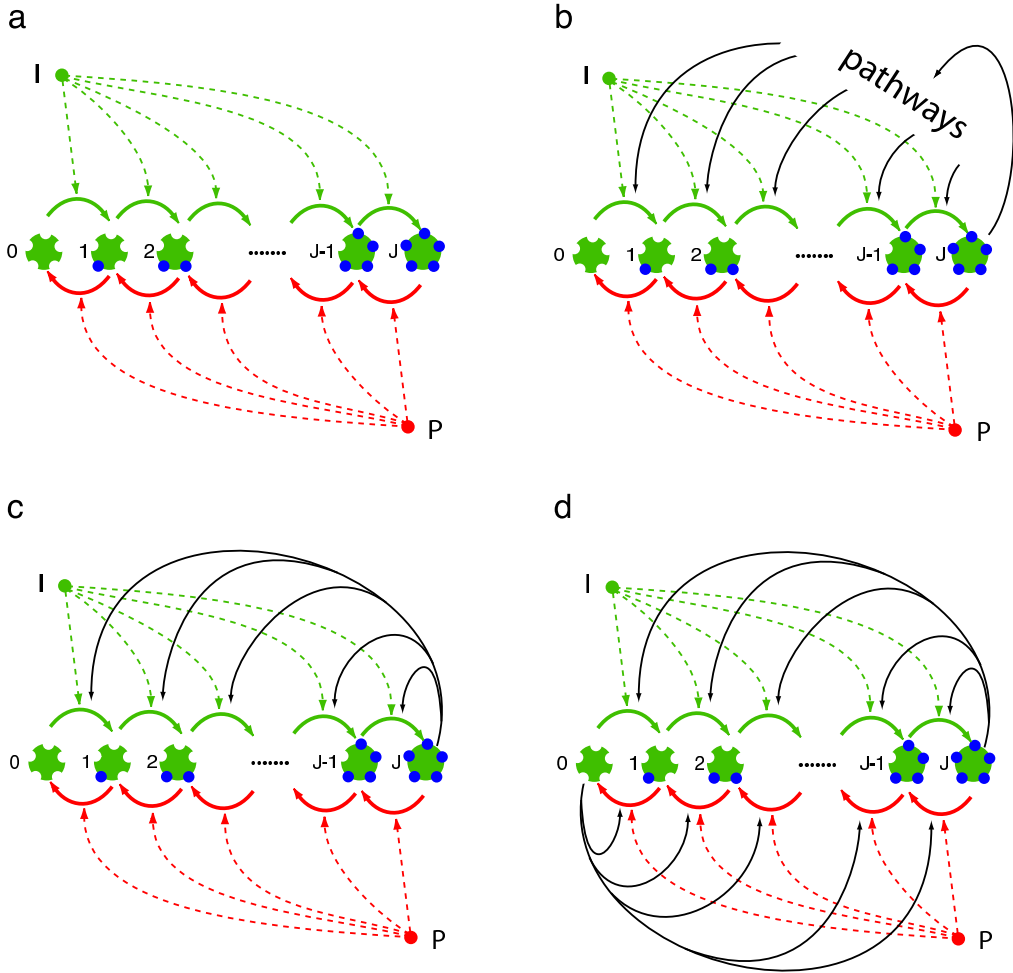 a
I
0
1
2
.......
J-1
J
P
b
I
pathways
0
1
2
.......
J-1
J
P
c
I
0
1
2
.......
J-1
J
P
d
I
0
1
2
.......
J-1
J
P